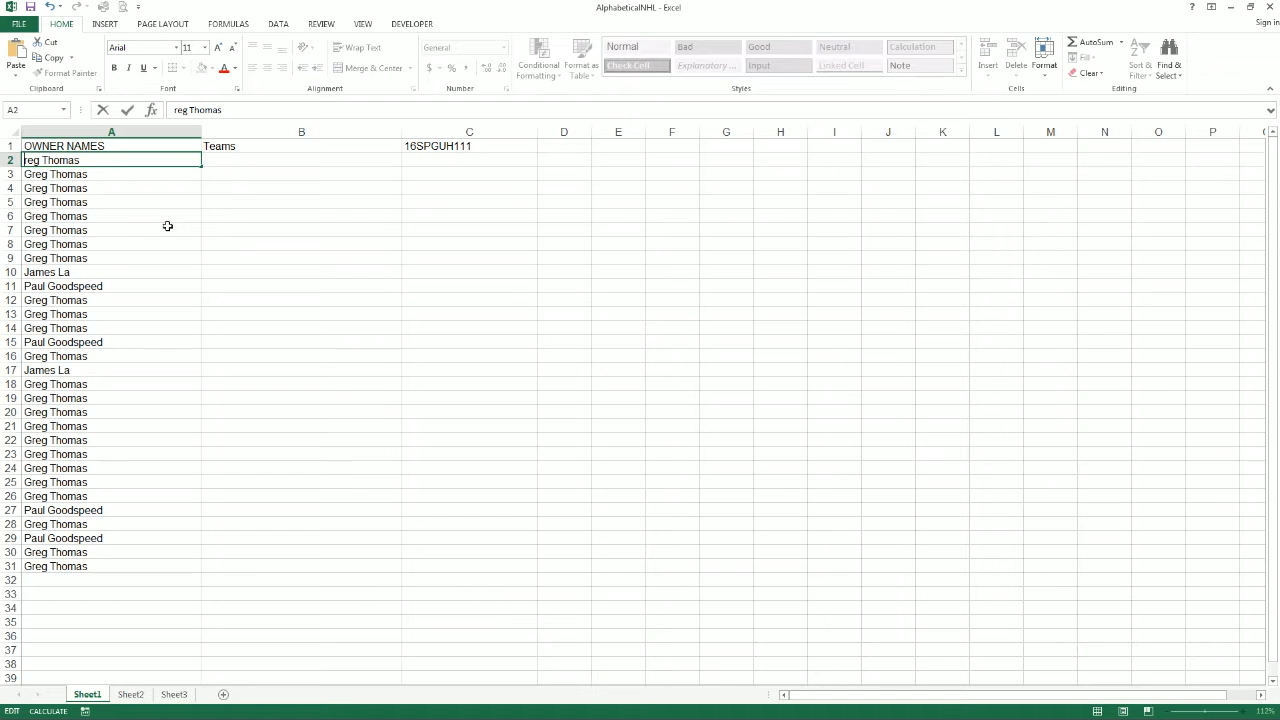 AlphabeticalNHL - Excel
Sign in
FILE HOME INSERT PAGE LAYOUT FORMULAS DATA REVIEW VIEW DEVELOPER
Paste
Cut
Copy
Format Painter
Clipboard
Arial 11
B I U
Font
Wrap Text
Merge & Center
Alignment
General
$ % ,
Number
Conditional Formatting
Format as Table
Normal Bad Good Neutral Calculation
Check Cell Explanatory ... Input Linked Cell Note
Styles
Insert Delete Format
Cells
AutoSum
Fill
Clear
Sort & Filter
Find & Select
Editing
A2 fx reg Thomas
A B C D E F G H I J K L M N O P
1 OWNER NAMES Teams 16SPGUH111
2 reg Thomas
3 Greg Thomas
4 Greg Thomas
5 Greg Thomas
6 Greg Thomas
7 Greg Thomas
8 Greg Thomas
9 Greg Thomas
10 James La
11 Paul Goodspeed
12 Greg Thomas
13 Greg Thomas
14 Greg Thomas
15 Paul Goodspeed
16 Greg Thomas
17 James La
18 Greg Thomas
19 Greg Thomas
20 Greg Thomas
21 Greg Thomas
22 Greg Thomas
23 Greg Thomas
24 Greg Thomas
25 Greg Thomas
26 Greg Thomas
27 Paul Goodspeed
28 Greg Thomas
29 Paul Goodspeed
30 Greg Thomas
31 Greg Thomas
32
33
34
35
36
37
38
39
Sheet1 Sheet2 Sheet3
EDIT CALCULATE 112%